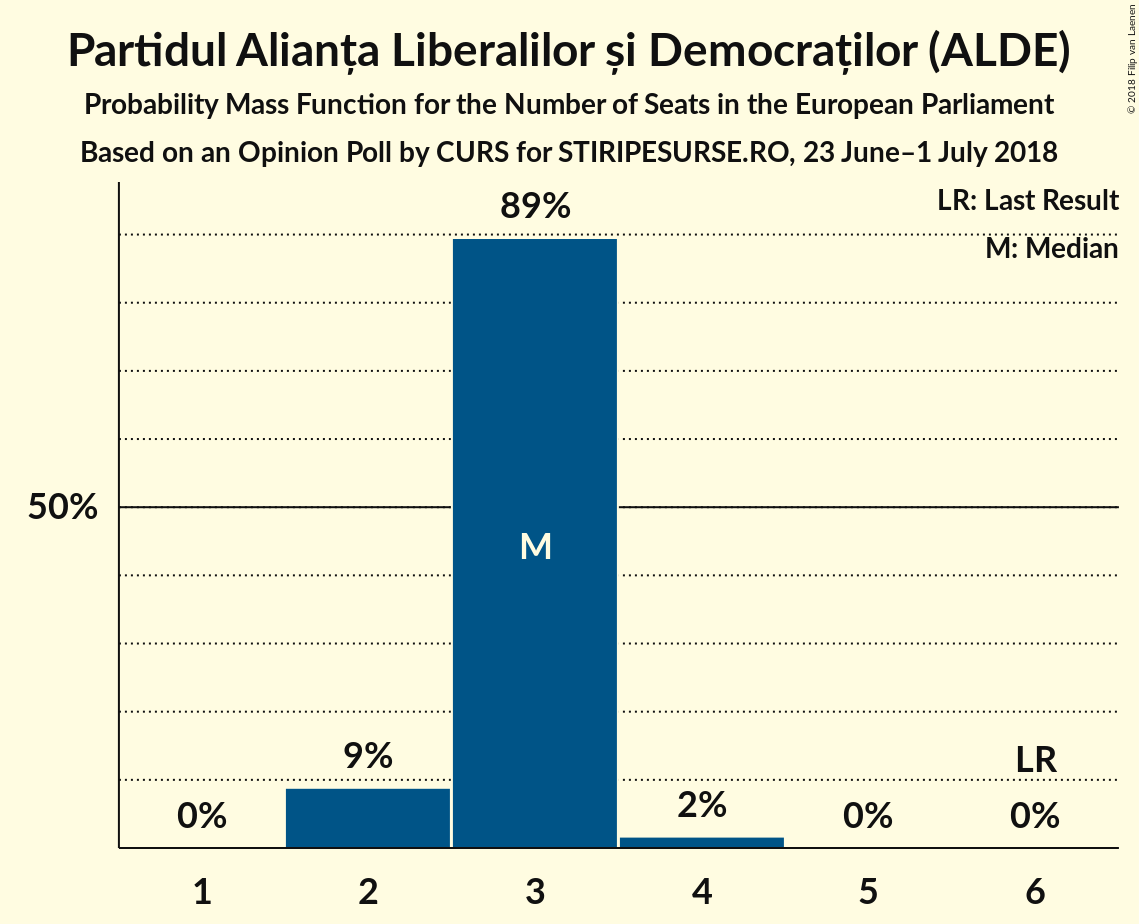 Partidul Alianța Liberalilor și Democraților (ALDE)
Probability Mass Function for the Number of Seats in the European Parliament
Based on an Opinion Poll by CURS for STIRIPESURSE.RO, 23 June–1 July 2018
© 2018 Filip van Laenen
LR: Last Result
M: Median
89%
50%
M
9%
LR
0%
2%
0%
0%
1 2 3 4 5 6